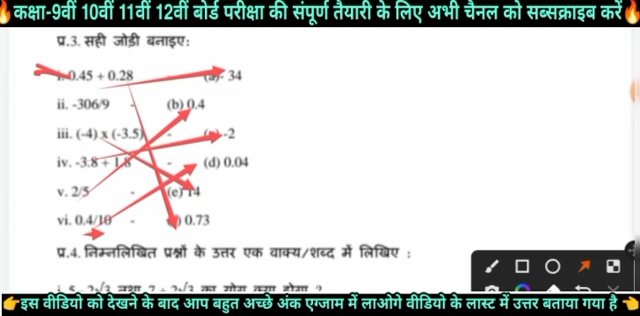 🔥कक्षा-9वीं 10वीं 11वीं 12वीं बोर्ड परीक्षा की संपूर्ण तैयारी के लिए अभी चैनल को सब्सक्राइब करें🔥
प्र.3. सही जोड़ी बनाइए:
i. 0.45 + 0.28 (a)- 34
ii. -306/9 - (b) 0.4
iii. (-4) x (-3.5) - -2
iv. -3.8 + 1.8 - (d) 0.04
v. 2/5 - (e) 14
vi. 0.4/10 - ) 0.73
प्र.4. निम्नलिखित प्रश्नों के उत्तर एक वाक्य/शब्द में लिखिए :
👉इस वीडियो को देखने के बाद आप बहुत अच्छे अंक एग्जाम में लाओगे वीडियो के लास्ट में उत्तर बताया गया है👈